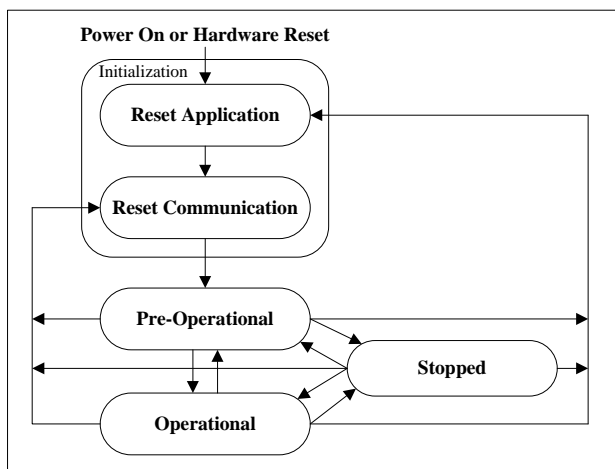 Power On or Hardware Reset
Initialization
Reset Application
Reset Communication
Pre-Operational
Stopped
Operational